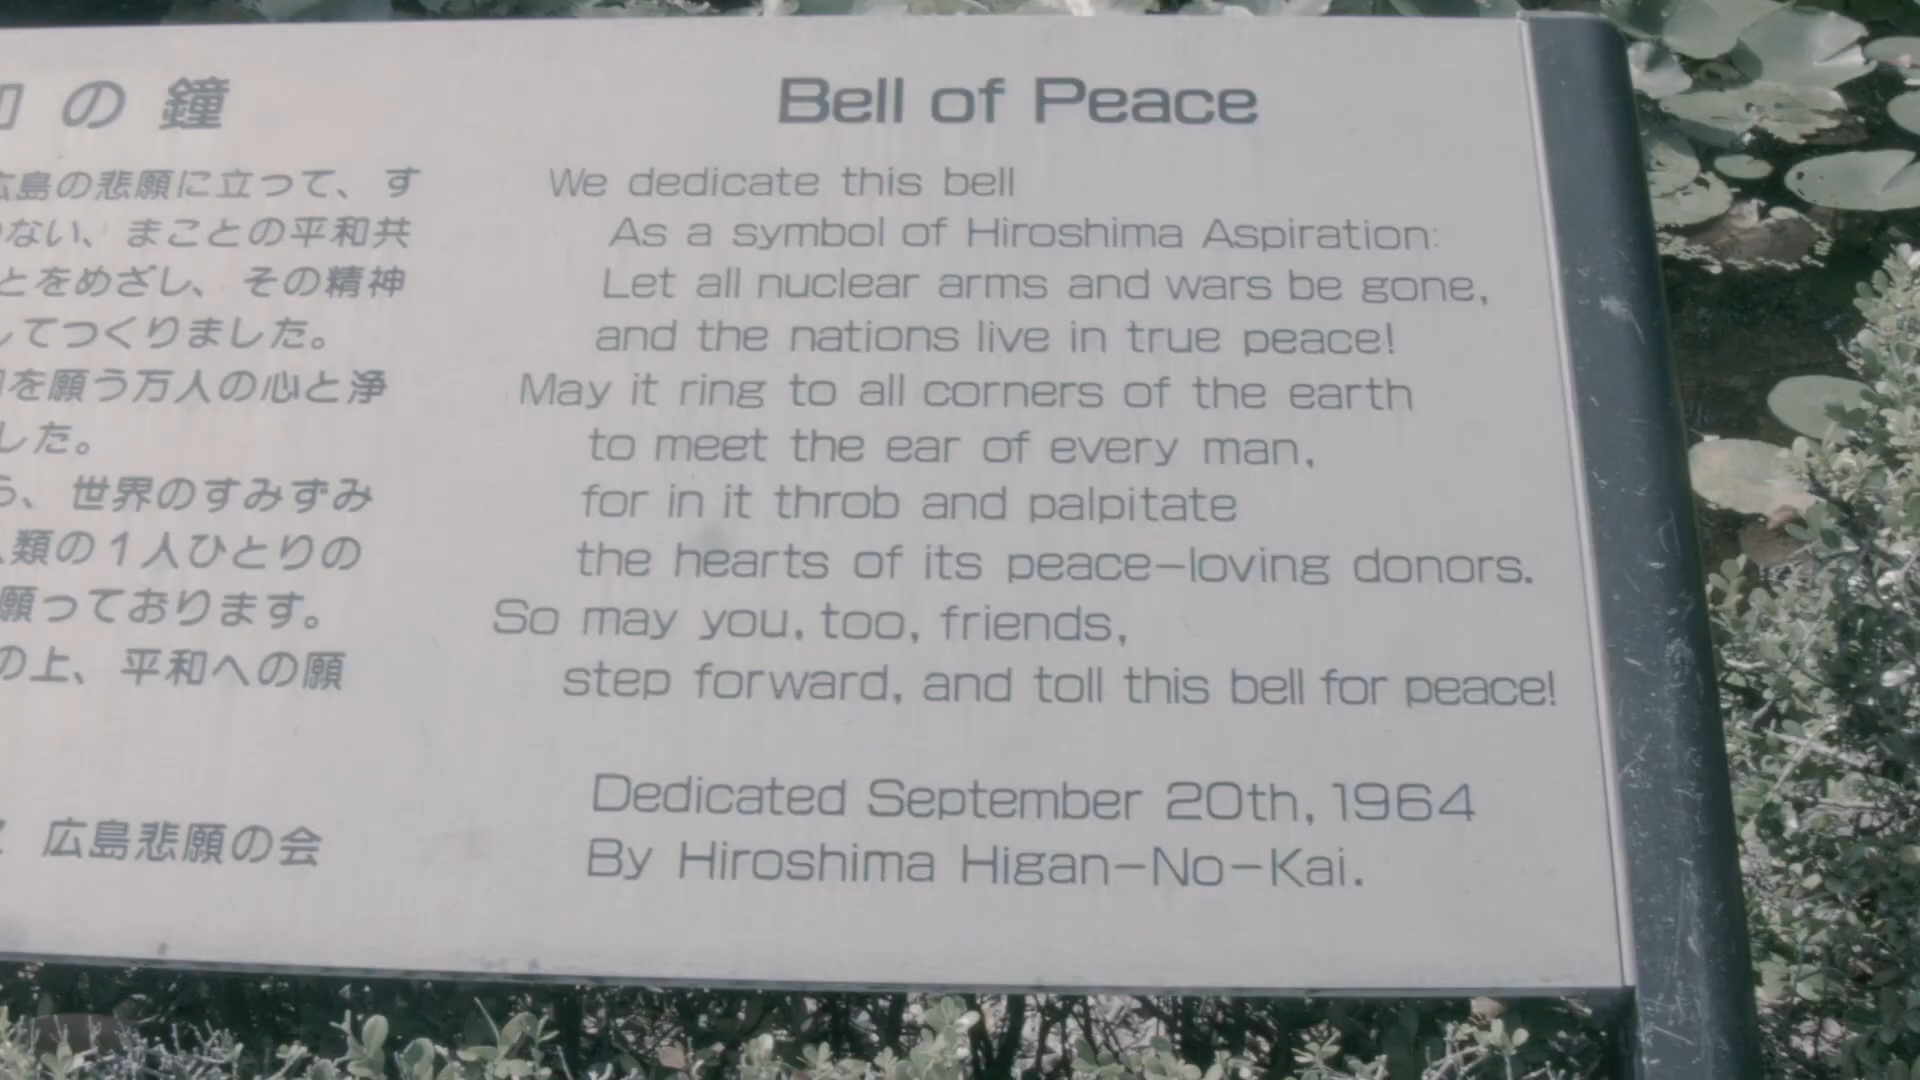 の鐘
島の悲願に立って、す
ない、まことの平和共
とをめざし、その精神
してつくりました。
を願う万人の心と浄
した。
、世界のすみずみ
類の1人ひとりの
願っております。
の上、平和への願
広島悲願の会
Bell of Peace
We dedicate this bell
As a symbol of Hiroshima Aspiration:
Let all nuclear arms and wars be gone,
and the nations live in true peace!
May it ring to all corners of the earth
to meet the ear of every man,
for in it throb and palpitate
the hearts of its peace-loving donors.
So may you, too, friends,
step forward, and toll this bell for peace!
Dedicated September 20th, 1964
By Hiroshima Higan-No-Kai.